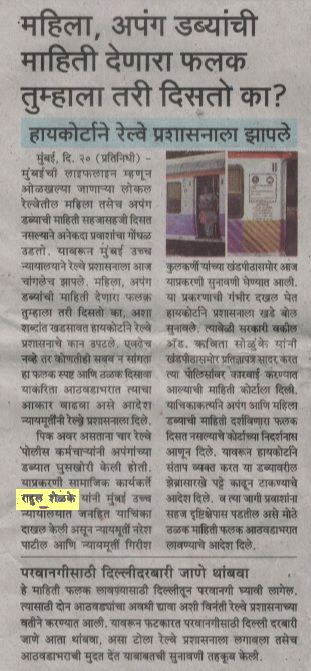 महिला, अपंग डब्यांची
माहिती देणारा फलक
तुम्हाला तरी दिसतो का?
हायकोर्टाने रेल्वे प्रशासनाला झापले
मुंबई, दि. २० (प्रतिनिधी) –
मुंबईची लाइफलाइन म्हणून
ओळखल्या जाणाऱ्या लोकल
रेल्वेतील महिला तसेच अपंग
डब्याची माहिती सहजासहजी दिसत
नसल्याने अनेकदा प्रवाशांचा गोंधळ
उडतो. यावरून मुंबई उच्च
न्यायालयाने रेल्वे प्रशासनाला आज
चांगलेच झापले. महिला, अपंग
डब्यांची माहिती देणारा फलक
तुम्हाला तरी दिसतो का, अशा
शब्दांत खडसावत हायकोर्टाने रेल्वे
प्रशासनाचे कान उपटले. एवढेच
नव्हे तर कोणतीही सबब न सांगता
हा फलक स्पष्ट आणि ठळक दिसावा
याकरिता आठवडाभरात त्याचा
आकार वाढवा असे आदेश
न्यायमूर्तींनी रेल्वे प्रशासनाला दिले.
पिक अवर असताना चार रेल्वे
पोलीस कर्मचाऱ्यांनी अपंगांच्या
डब्यात घुसखोरी केली होती.
याप्रकरणी सामाजिक कार्यकर्ते
राहुल शेळके यांनी मुंबई उच्च
न्यायालयात जनहित याचिका
दाखल केली असून न्यायमूर्ती नरेश
पाटील आणि न्यायमूर्ती गिरीश
कुलकर्णी यांच्या खंडपीठासमोर आज
याप्रकरणी सुनावणी घेण्यात आली.
या प्रकरणाची गंभीर दखल घेत
हायकोर्टाने प्रशासनाला खडे बोल
सुनावले. त्यावेळी सरकारी वकील
अॅड. कविता सोळुंके यांनी
खंडपीठासमोर प्रतिज्ञापत्र सादर करत
त्या पोलिसांवर कारवाई करण्यात
आल्याची माहिती कोर्टाला दिली.
याचिकाकर्त्याने अपंग आणि महिला
डब्यांची माहिती दर्शविणारा फलक
दिसत नसल्याचे कोर्टाच्या निदर्शनास
आणून दिले. यावरून हायकोर्टाने
संताप व्यक्त करत या डब्यावरील
झेब्रासारखे पट्टे काढून टाकण्याचे
आदेश दिले. व त्या जागी प्रवाशांना
सहज दृष्टिक्षेपास पडतील असे मोठे
ठळक माहिती फलक आठवडाभरात
लावण्याचे आदेश दिले.
परवानगीसाठी दिल्लीदरबारी जाणे थांबवा
हे माहिती फलक लावण्यासाठी दिल्लीतून परवानगी घ्यावी लागेल.
त्यासाठी दोन आठवड्यांचा अवधी द्यावा अशी विनंती रेल्वे प्रशासनाच्या
वतीने करण्यात आली. यावरून फटकारत परवानगीसाठी दिल्ली दरबारी
जाणे आता थांबवा, असा टोला रेल्वे प्रशासनाला लगावला तसेच
आठवडाभराची मुदत देत याबाबतची सुनावणी तहकूब केली.